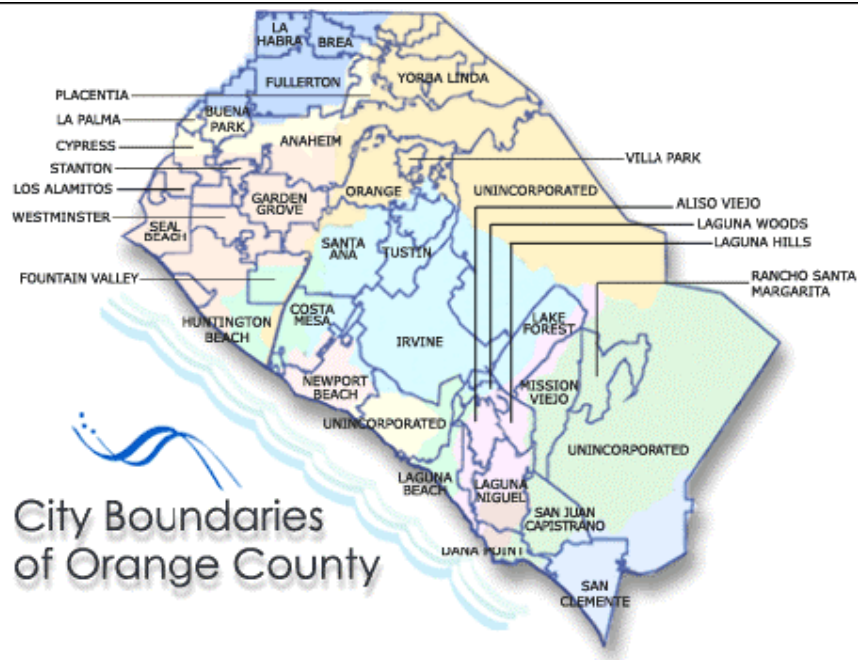 LA
HABRA
BREA
FULLERTON
YORBA LINDA
PLACENTIA
BUENA
PARK
LA PALMA
ANAHEIM
CYPRESS
VILLA PARK
STANTON
LOS ALAMITOS
ORANGE
UNINCORPORATED
GARDEN
GROVE
ALISO VIEJO
WESTMINSTER
LAGUNA WOODS
SEAL
BEACH
LAGUNA HILLS
SANTA
ANA
TUSTIN
FOUNTAIN VALLEY
RANCHO SANTA
MARGARITA
HUNTINGTON
BEACH
COSTA
MESA
LAKE
FOREST
IRVINE
NEWPORT
BEACH
MISSION
VIEJO
UNINCORPORATED
UNINCORPORATED
LAGUNA
BEACH
LAGUNA
NIGUEL
SAN JUAN
CAPISTRANO
DANA POINT
SAN
CLEMENTE
City Boundaries
of Orange County